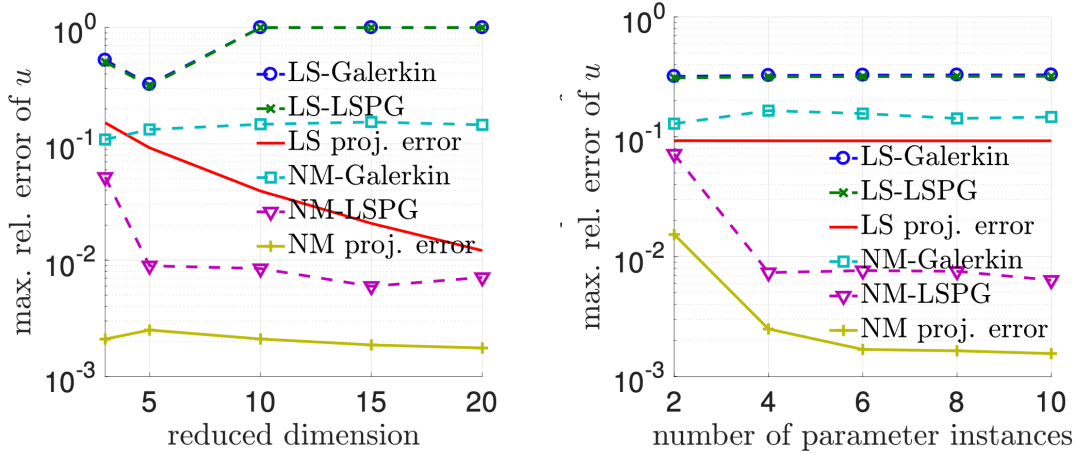 max. rel. error of u
10^0
10^-1
10^-2
10^-3
LS-Galerkin
LS-LSPG
LS proj. error
NM-Galerkin
NM-LSPG
NM proj. error
5 10 15 20
reduced dimension
max. rel. error of u
10^0
10^-1
10^-2
10^-3
LS-Galerkin
LS-LSPG
LS proj. error
NM-Galerkin
NM-LSPG
NM proj. error
2 4 6 8 10
number of parameter instances